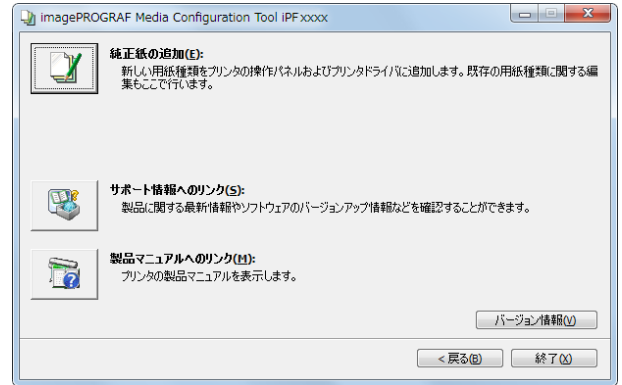 imagePROGRAF Media Configuration Tool iPFxxxx
純正紙の追加(E):
新しい用紙種類をプリンタの操作パネルおよびプリンタドライバに追加します。既存の用紙種類に関する編
集もここで行います。
サポート情報へのリンク(S):
製品に関する最新情報やソフトウェアのバージョンアップ情報などを確認することができます。
製品マニュアルへのリンク(M):
プリンタの製品マニュアルを表示します。
バージョン情報(V)
< 戻る(B)
終了(X)